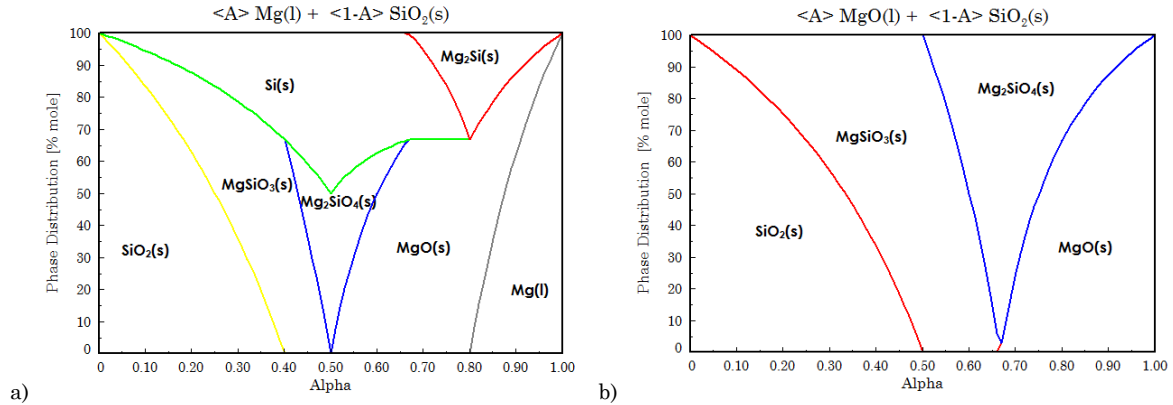 <A> Mg(l) + <1-A> SiO₂(s)
Phase Distribution [% mole]
100
90
80
70
60
50
40
30
20
10
0
Si(s)
Mg₂Si(s)
MgSiO₃(s)
Mg₂SiO₄(s)
SiO₂(s)
MgO(s)
Mg(l)
0.00 0.10 0.20 0.30 0.40 0.50 0.60 0.70 0.80 0.90 1.00
Alpha
a)
<A> MgO(l) + <1-A> SiO₂(s)
Phase Distribution [% mole]
100
90
80
70
60
50
40
30
20
10
0
Mg₂SiO₄(s)
MgSiO₃(s)
SiO₂(s)
MgO(s)
0.00 0.10 0.20 0.30 0.40 0.50 0.60 0.70 0.80 0.90 1.00
Alpha
b)